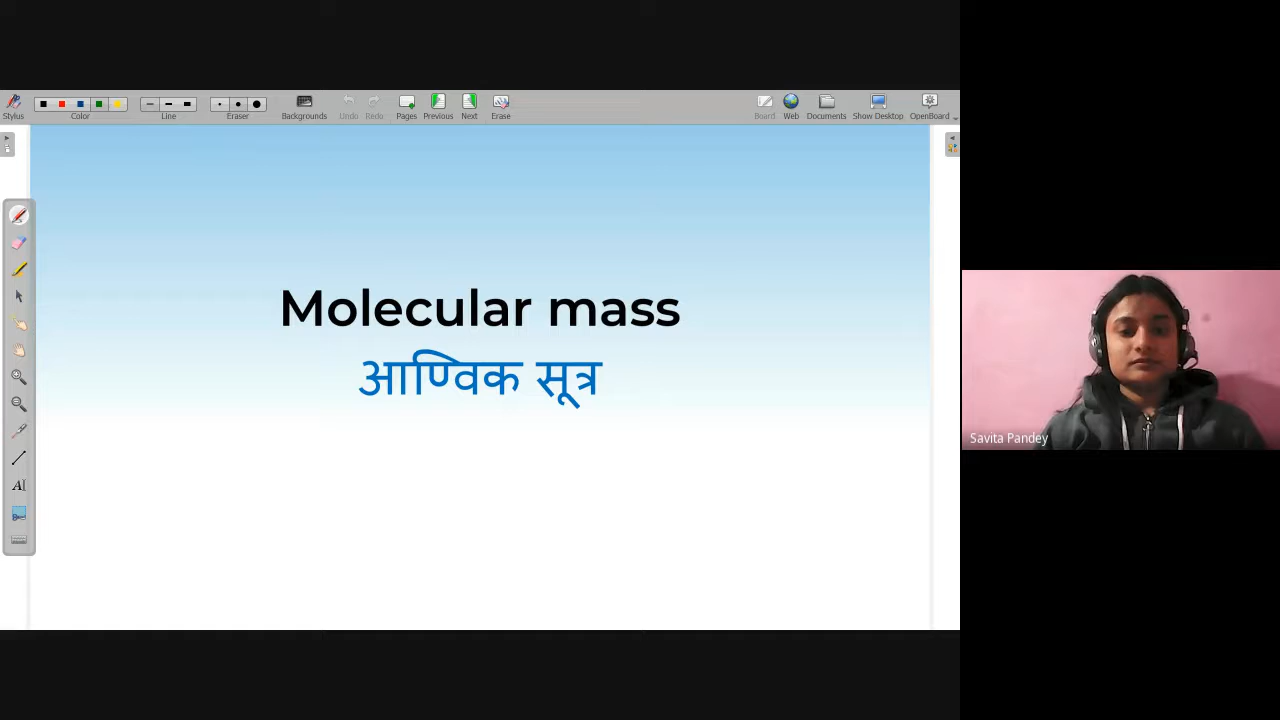 Stylus
Color
Line
Eraser
Backgrounds
Undo
Redo
Pages
Previous
Next
Erase
Board
Web
Documents
Show Desktop
OpenBoard
Molecular mass
आण्विक सूत्र
Savita Pandey